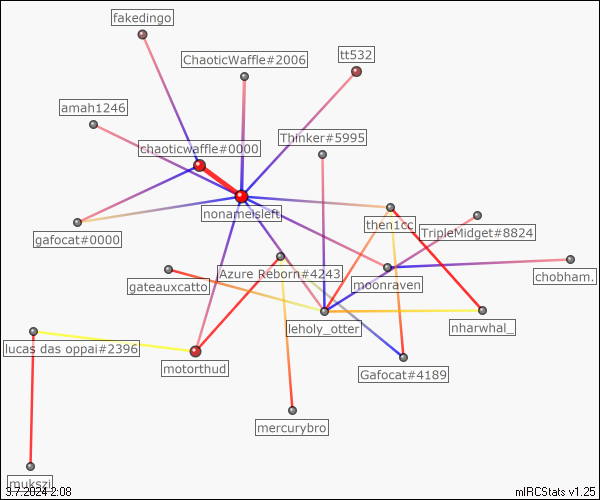 fakedingo
ChaoticWaffle#2006
tt532
amah1246
Thinker#5995
chaoticwaffle#0000
nonameisleft
then1cc
TripleMidget#8824
gafocat#0000
Azure Reborn#4243
moonraven
chobham.
gateauxcatto
leholy_otter
nharwhal_
lucas das oppai#2396
motorthud
Gafocat#4189
mercurybro
mukszi
3.7.2024 2:08
mIRCStats v1.25